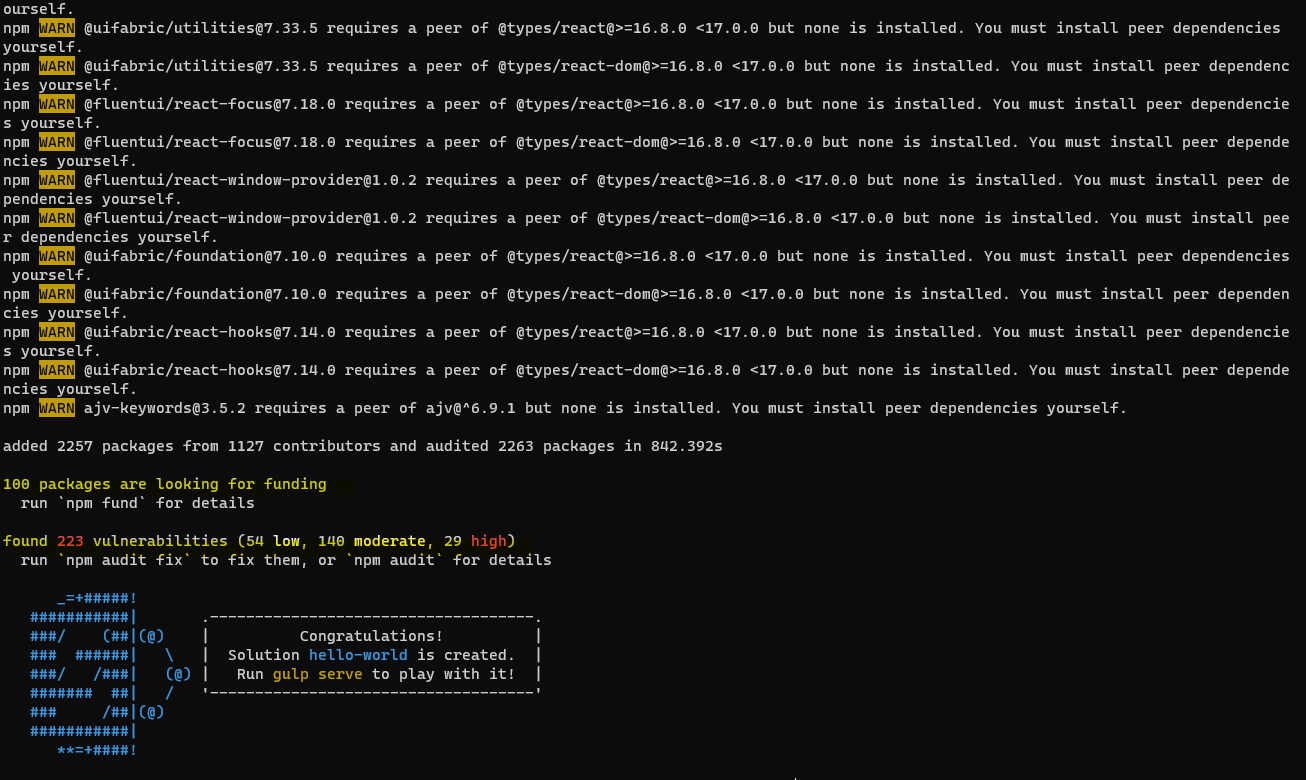 ourself.
npm WARN @uifabric/utilities@7.33.5 requires a peer of @types/react@>=16.8.0 <17.0.0 but none is installed. You must install peer dependencies
yourself.
npm WARN @uifabric/utilities@7.33.5 requires a peer of @types/react-dom@>=16.8.0 <17.0.0 but none is installed. You must install peer dependenc
ies yourself.
npm WARN @fluentui/react-focus@7.18.0 requires a peer of @types/react@>=16.8.0 <17.0.0 but none is installed. You must install peer dependencie
s yourself.
npm WARN @fluentui/react-focus@7.18.0 requires a peer of @types/react-dom@>=16.8.0 <17.0.0 but none is installed. You must install peer depende
ncies yourself.
npm WARN @fluentui/react-window-provider@1.0.2 requires a peer of @types/react@>=16.8.0 <17.0.0 but none is installed. You must install peer de
pendencies yourself.
npm WARN @fluentui/react-window-provider@1.0.2 requires a peer of @types/react-dom@>=16.8.0 <17.0.0 but none is installed. You must install pee
r dependencies yourself.
npm WARN @uifabric/foundation@7.10.0 requires a peer of @types/react@>=16.8.0 <17.0.0 but none is installed. You must install peer dependencies
 yourself.
npm WARN @uifabric/foundation@7.10.0 requires a peer of @types/react-dom@>=16.8.0 <17.0.0 but none is installed. You must install peer dependen
cies yourself.
npm WARN @uifabric/react-hooks@7.14.0 requires a peer of @types/react@>=16.8.0 <17.0.0 but none is installed. You must install peer dependencie
s yourself.
npm WARN @uifabric/react-hooks@7.14.0 requires a peer of @types/react-dom@>=16.8.0 <17.0.0 but none is installed. You must install peer depende
ncies yourself.
npm WARN ajv-keywords@3.5.2 requires a peer of ajv@^6.9.1 but none is installed. You must install peer dependencies yourself.

added 2257 packages from 1127 contributors and audited 2263 packages in 842.392s

100 packages are looking for funding
  run `npm fund` for details

found 223 vulnerabilities (54 low, 140 moderate, 29 high)
  run `npm audit fix` to fix them, or `npm audit` for details

      _=+#####!
   ###########|       .------------------------------------.
   ###/    (##|(@)    |          Congratulations!          |
   ###  ######|   \   |  Solution hello-world is created.  |
   ###/   /###|   (@) |   Run gulp serve to play with it!  |
   #######  ##|   /   '------------------------------------'
   ###     /##|(@)
   ###########|
      **=+####!